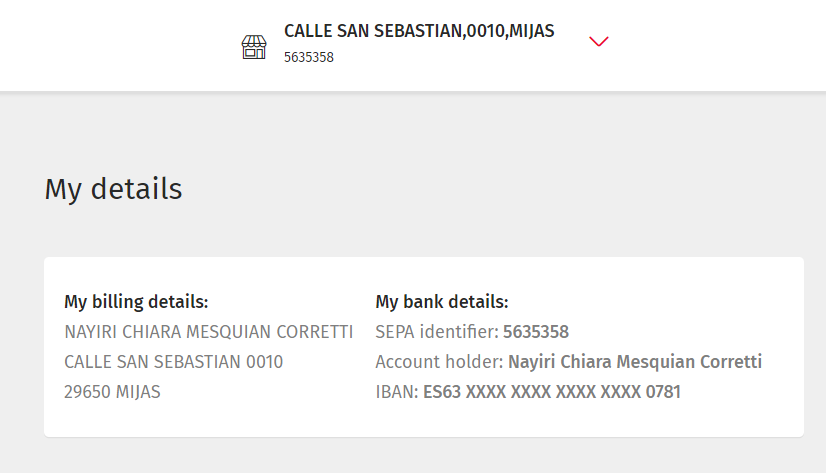 CALLE SAN SEBASTIAN,0010,MIJAS
5635358
My details
My billing details:
NAYIRI CHIARA MESQUIAN CORRETTI
CALLE SAN SEBASTIAN 0010
29650 MIJAS
My bank details:
SEPA identifier: 5635358
Account holder: Nayiri Chiara Mesquian Corretti
IBAN: ES63 XXXX XXXX XXXX XXXX 0781